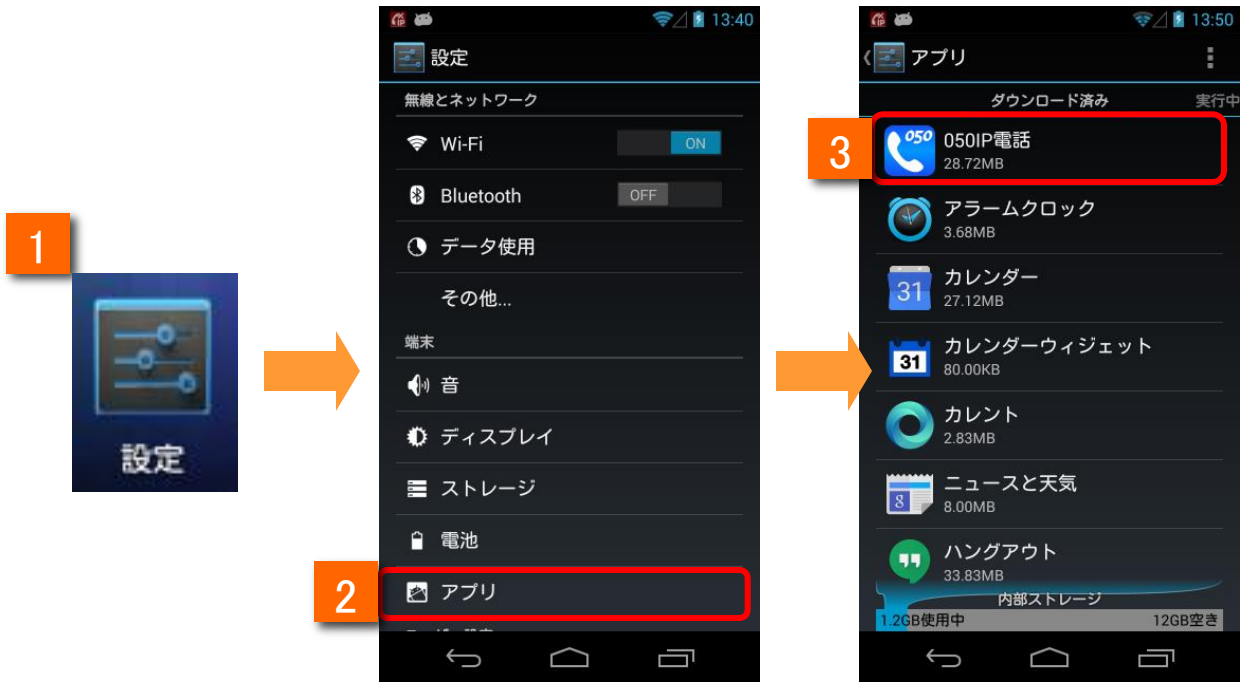 1
設定
13:40
設定
無線とネットワーク
Wi-Fi
ON
Bluetooth
OFF
データ使用
その他...
端末
音
ディスプレイ
ストレージ
電池
2
アプリ
13:50
アプリ
ダウンロード済み
実行中
3
050
050IP電話
28.72MB
アラームクロック
3.68MB
31
カレンダー
27.12MB
31
カレンダーウィジェット
80.00KB
カレント
2.83MB
8
ニュースと天気
8.00MB
ハングアウト
33.83MB
内部ストレージ
1.2GB使用中
12GB空き